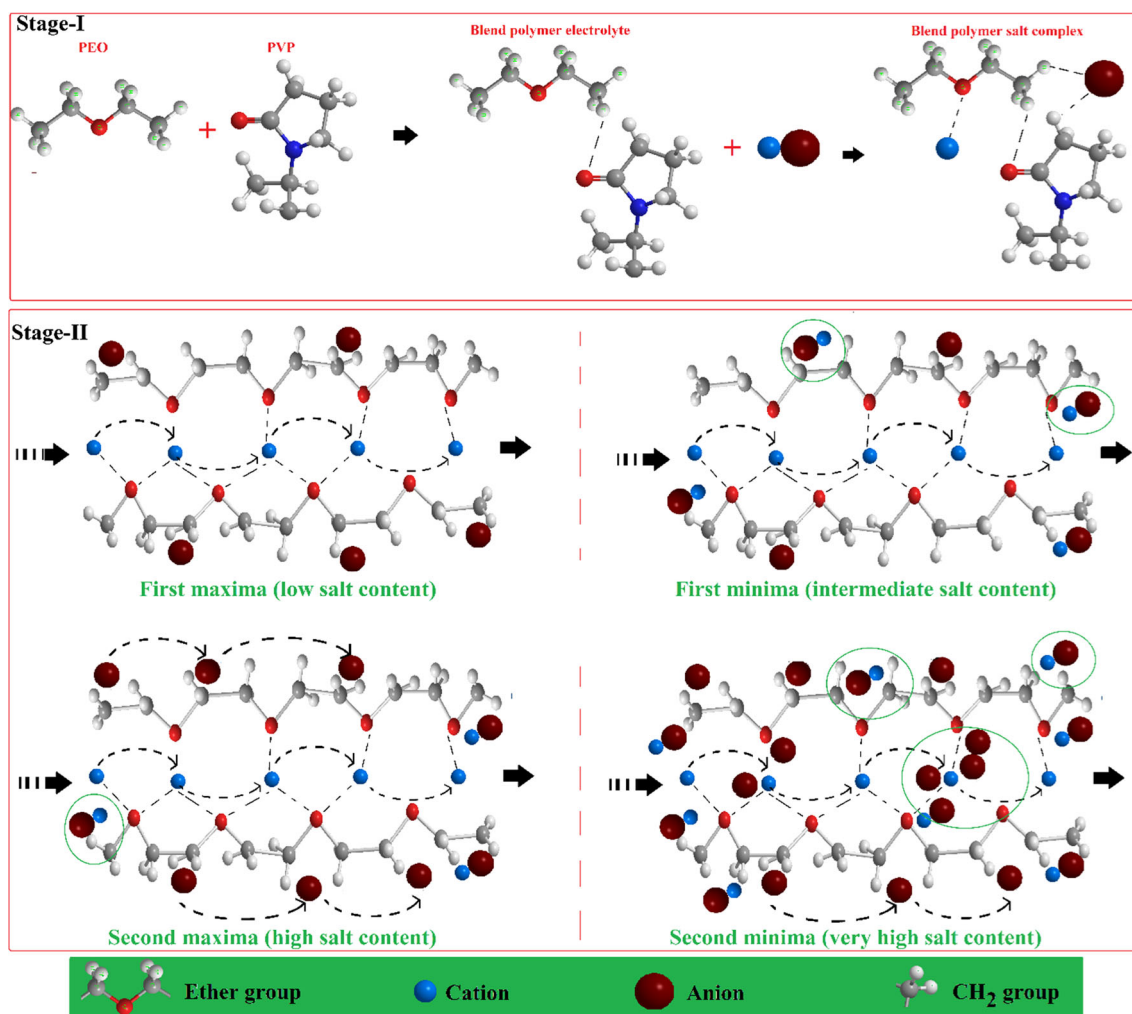 Stage-I
PEO
PVP
Blend polymer electrolyte
Blend polymer salt complex
Stage-II
First maxima (low salt content)
First minima (intermediate salt content)
Second maxima (high salt content)
Second minima (very high salt content)
Ether group
Cation
Anion
CH2 group